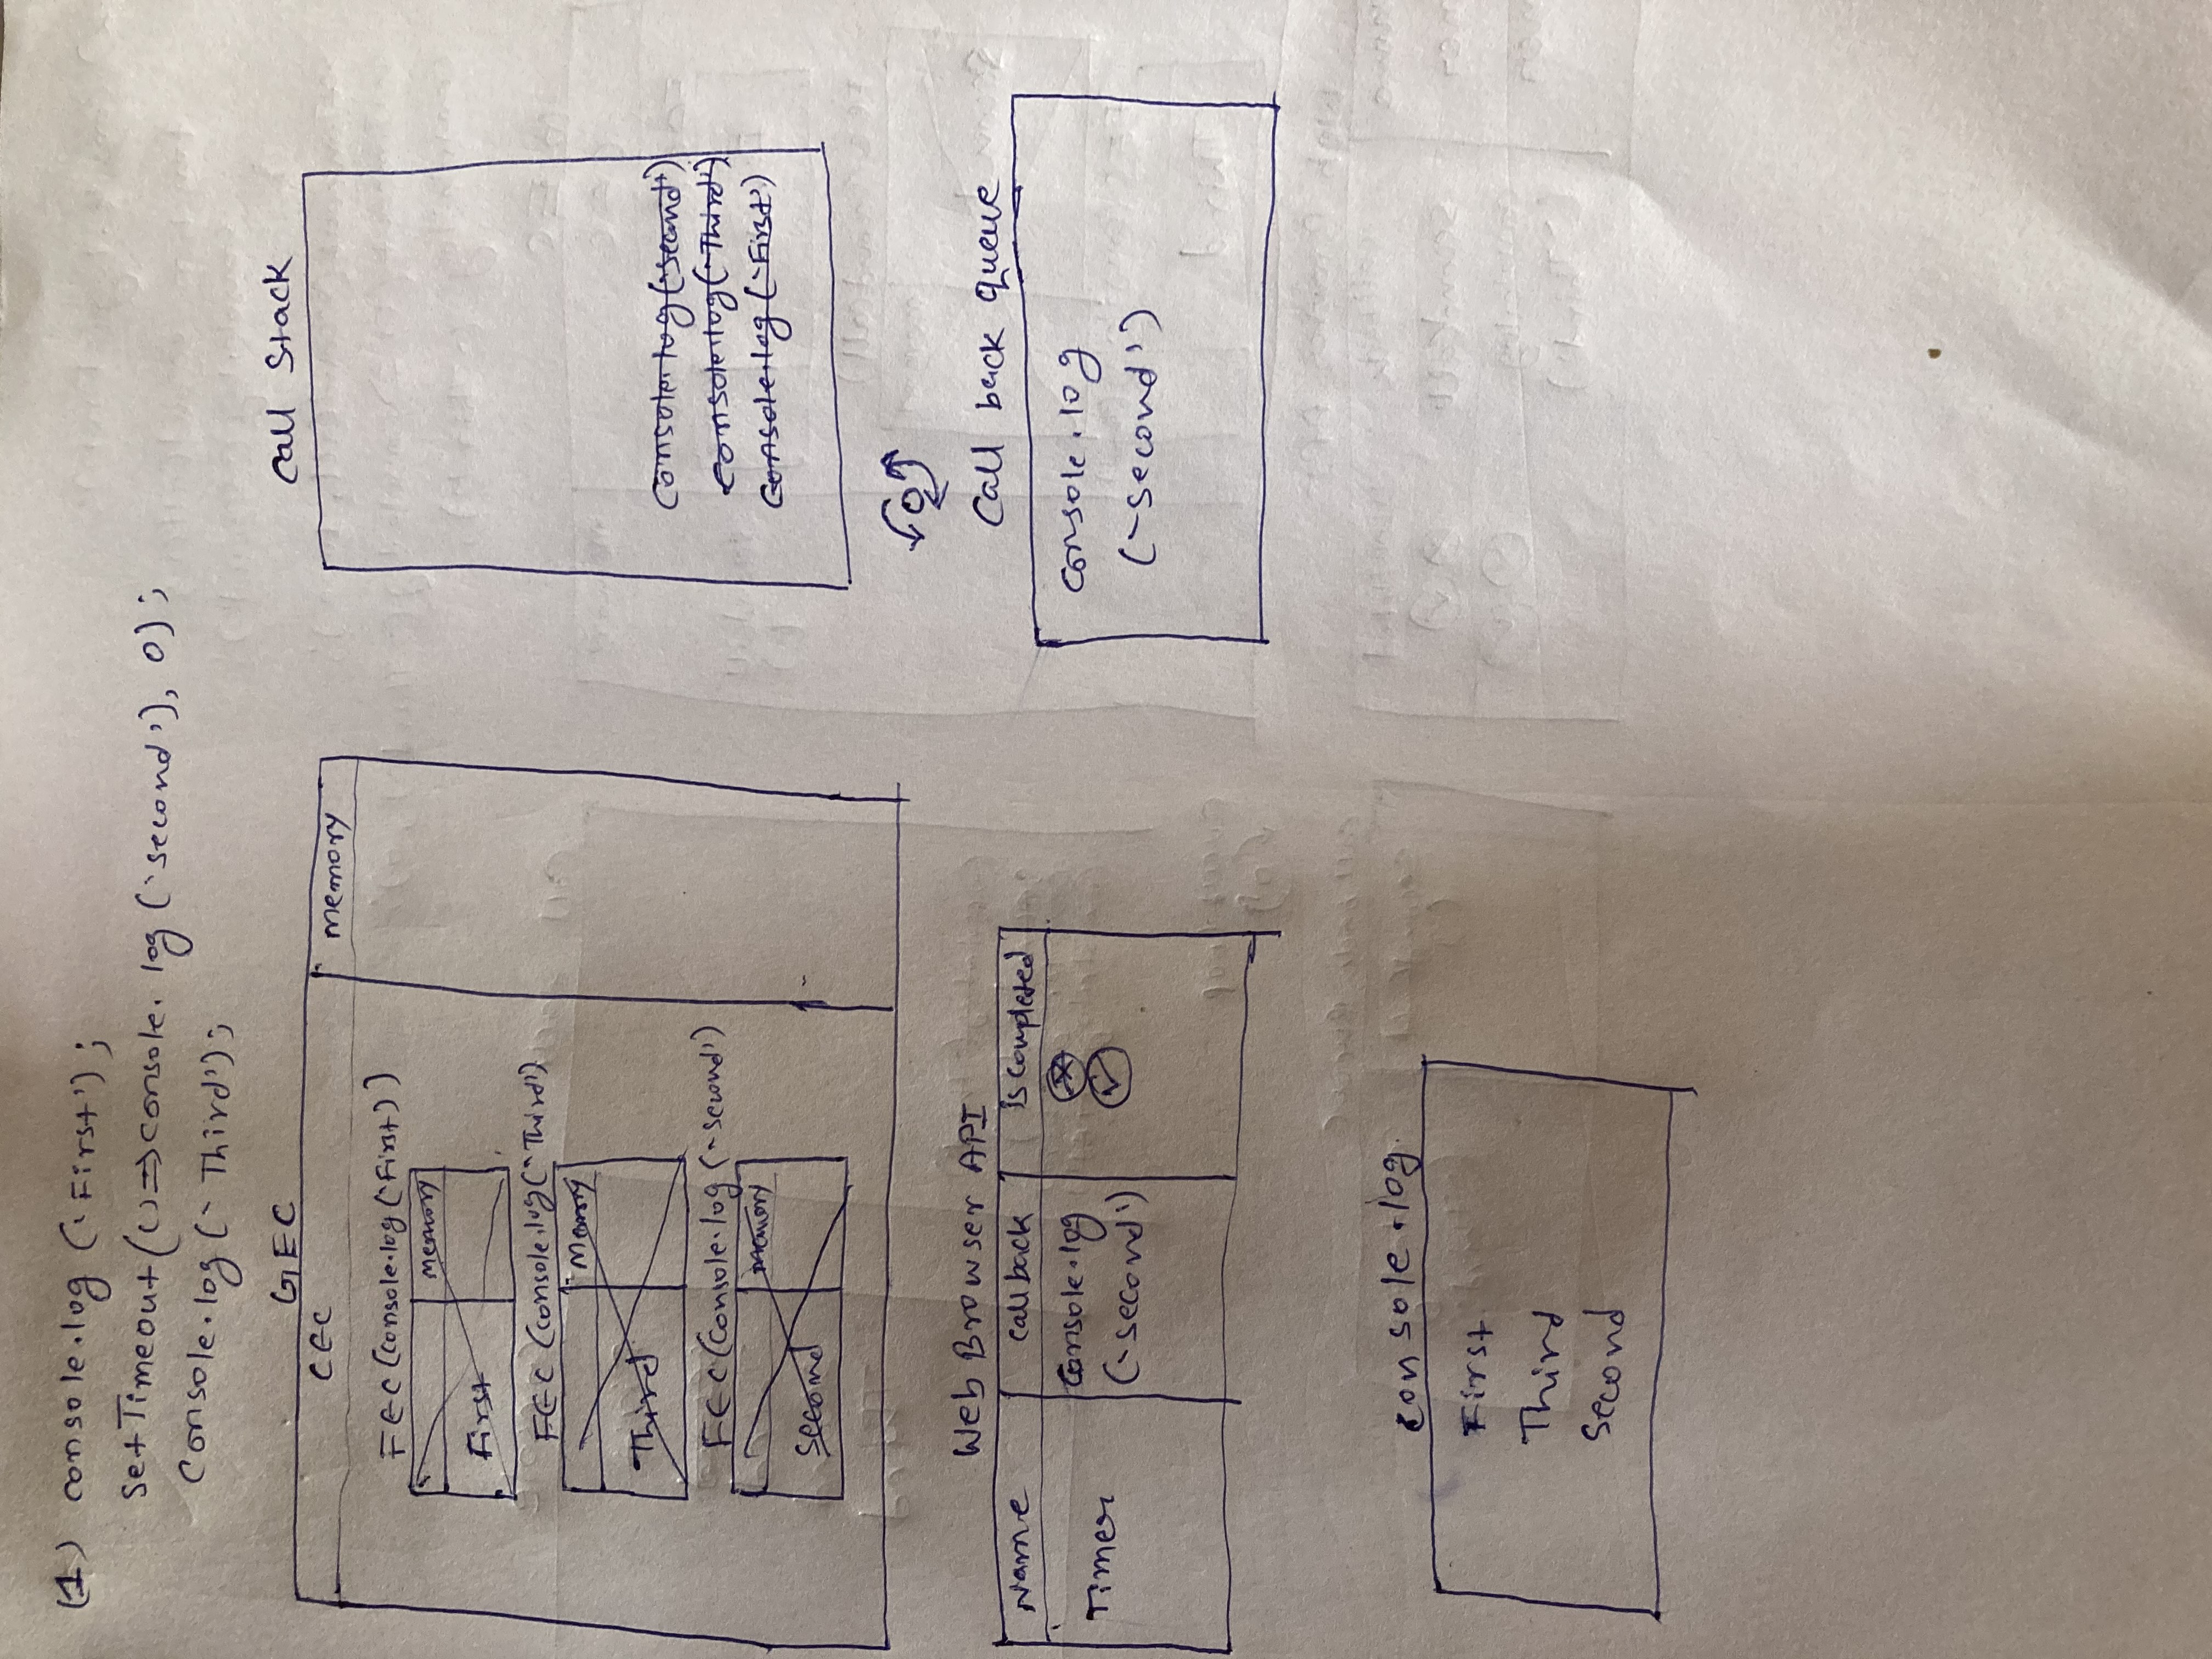 (1) console.log ('First');
setTimeout(()=>console.log ('second'), 0);
Console.log (' Third');
GEC
CEC
memory
FEC (console.log ('First))
memory
First
FEC (console.log(' Third')
Memory
Third
FEC (Console.log ('second')
memory
second
Call Stack
console.log('second')
console.log('Third')
Console.log ('First')
Web Browser API
Name
callback
is completed
Timer
Console.log
('second')
Call back queue
console.log
('second')
console.log.
First
Third
Second